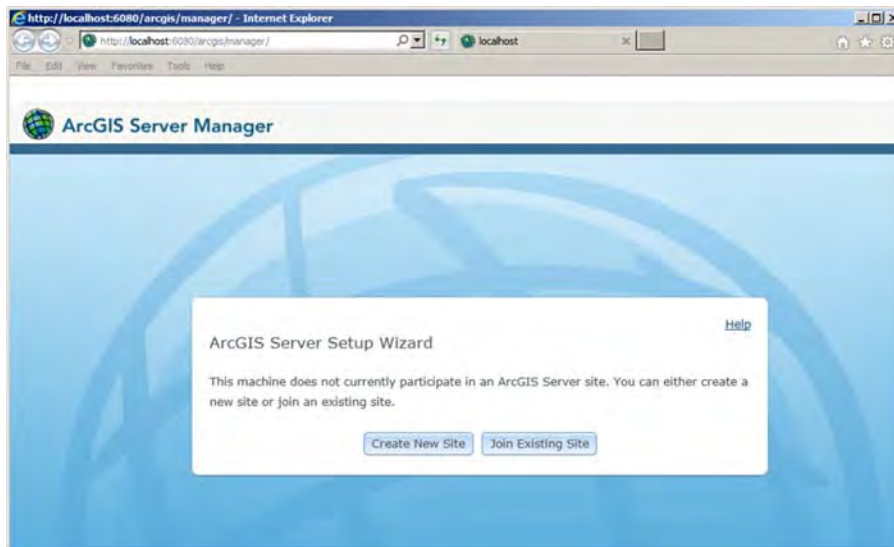 http://localhost:6080/arcgis/manager/ - Internet Explorer
http://localhost:6080/arcgis/manager/
localhost
File Edit View Favorites Tools Help
ArcGIS Server Manager
Help
ArcGIS Server Setup Wizard
This machine does not currently participate in an ArcGIS Server site. You can either create a
new site or join an existing site.
Create New Site Join Existing Site